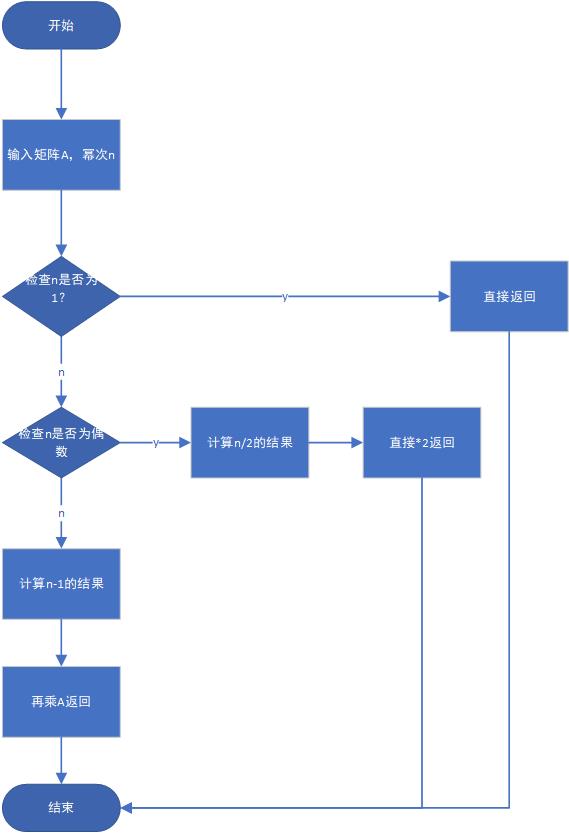 开始
输入矩阵A，幂次n
检查n是否为
1?
y
直接返回
n
检查n是否为偶
数
y
计算n/2的结果
直接*2返回
n
计算n-1的结果
再乘A返回
结束